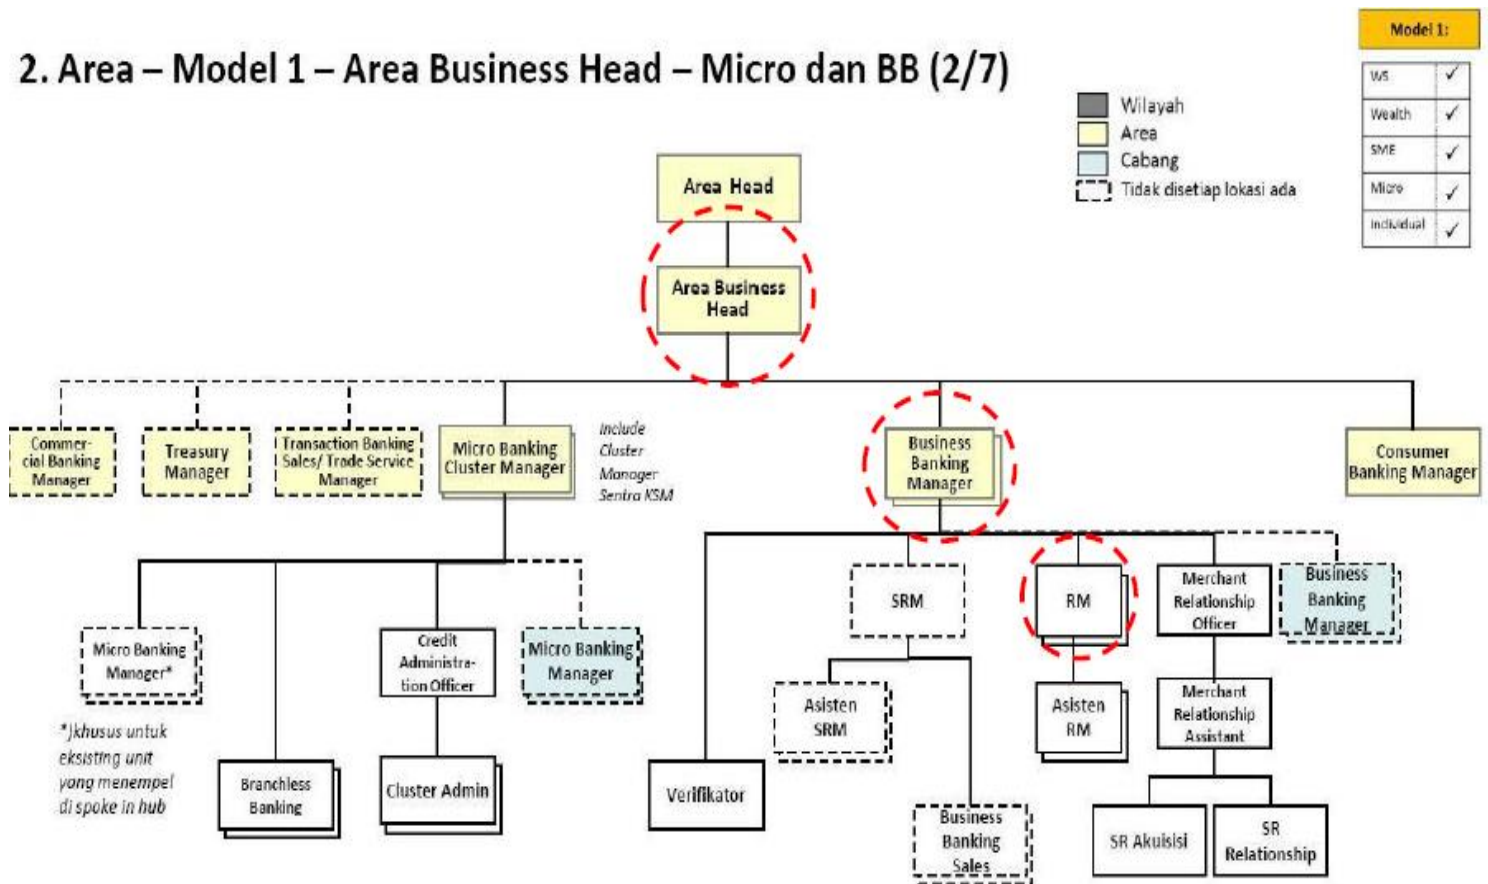 2. Area – Model 1 – Area Business Head – Micro dan BB (2/7)
Model 1:
WS ✓
Wealth ✓
SME ✓
Micro ✓
Individual ✓
Wilayah
Area
Cabang
Tidak disetiap lokasi ada
Area Head
Area Business
Head
Commer-
cial Banking
Manager
Treasury
Manager
Transaction Banking
Sales/ Trade Service
Manager
Micro Banking
Cluster Manager
Include
Cluster
Manager
Sentra KSM
Business
Banking
Manager
Consumer
Banking Manager
Micro Banking
Manager*
*)khusus untuk
eksisting unit
yang menempel
di spoke in hub
Branchless
Banking
Credit
Administra-
tion Officer
Cluster Admin
Micro Banking
Manager
Verifikator
SRM
Asisten
SRM
Business
Banking
Sales
RM
Asisten
RM
Merchant
Relationship
Officer
Merchant
Relationship
Assistant
SR Akuisisi
SR
Relationship
Business
Banking
Manager